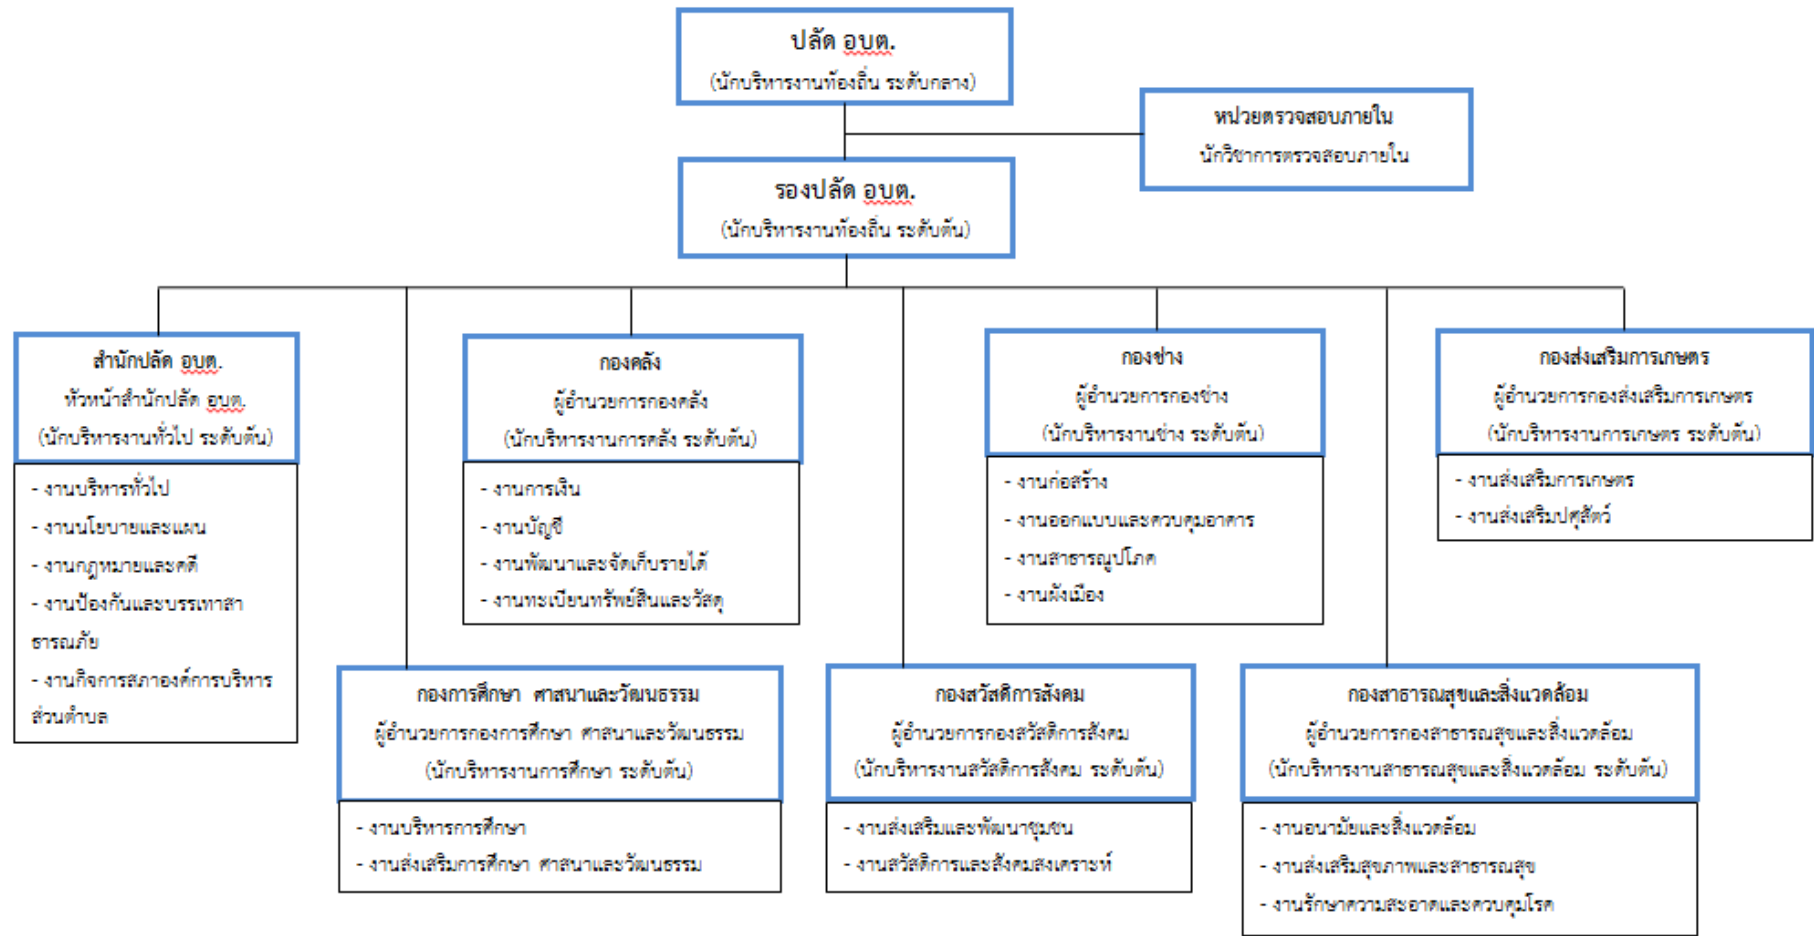 ปลัด อบต.
(นักบริหารงานท้องถิ่น ระดับกลาง)
หน่วยตรวจสอบภายใน
นักวิชาการตรวจสอบภายใน
รองปลัด อบต.
(นักบริหารงานท้องถิ่น ระดับต้น)
สำนักปลัด อบต.
หัวหน้าสำนักปลัด อบต.
(นักบริหารงานทั่วไป ระดับต้น)
- งานบริหารทั่วไป
- งานนโยบายและแผน
- งานกฎหมายและคดี
- งานป้องกันและบรรเทาสา
ธารณภัย
- งานกิจการสภาองค์การบริหาร
ส่วนตำบล
กองคลัง
ผู้อำนวยการกองคลัง
(นักบริหารงานการคลัง ระดับต้น)
- งานการเงิน
- งานบัญชี
- งานพัฒนาและจัดเก็บรายได้
- งานทะเบียนทรัพย์สินและวัสดุ
กองช่าง
ผู้อำนวยการกองช่าง
(นักบริหารงานช่าง ระดับต้น)
- งานก่อสร้าง
- งานออกแบบและควบคุมอาคาร
- งานสาธารณูปโภค
- งานผังเมือง
กองส่งเสริมการเกษตร
ผู้อำนวยการกองส่งเสริมการเกษตร
(นักบริหารงานการเกษตร ระดับต้น)
- งานส่งเสริมการเกษตร
- งานส่งเสริมปศุสัตว์
กองการศึกษา ศาสนาและวัฒนธรรม
ผู้อำนวยการกองการศึกษา ศาสนาและวัฒนธรรม
(นักบริหารงานการศึกษา ระดับต้น)
- งานบริหารการศึกษา
- งานส่งเสริมการศึกษา ศาสนาและวัฒนธรรม
กองสวัสดิการสังคม
ผู้อำนวยการกองสวัสดิการสังคม
(นักบริหารงานสวัสดิการสังคม ระดับต้น)
- งานส่งเสริมและพัฒนาชุมชน
- งานสวัสดิการและสังคมสงเคราะห์
กองสาธารณสุขและสิ่งแวดล้อม
ผู้อำนวยการกองสาธารณสุขและสิ่งแวดล้อม
(นักบริหารงานสาธารณสุขและสิ่งแวดล้อม ระดับต้น)
- งานอนามัยและสิ่งแวดล้อม
- งานส่งเสริมสุขภาพและสาธารณสุข
- งานรักษาความสะอาดและควบคุมโรค